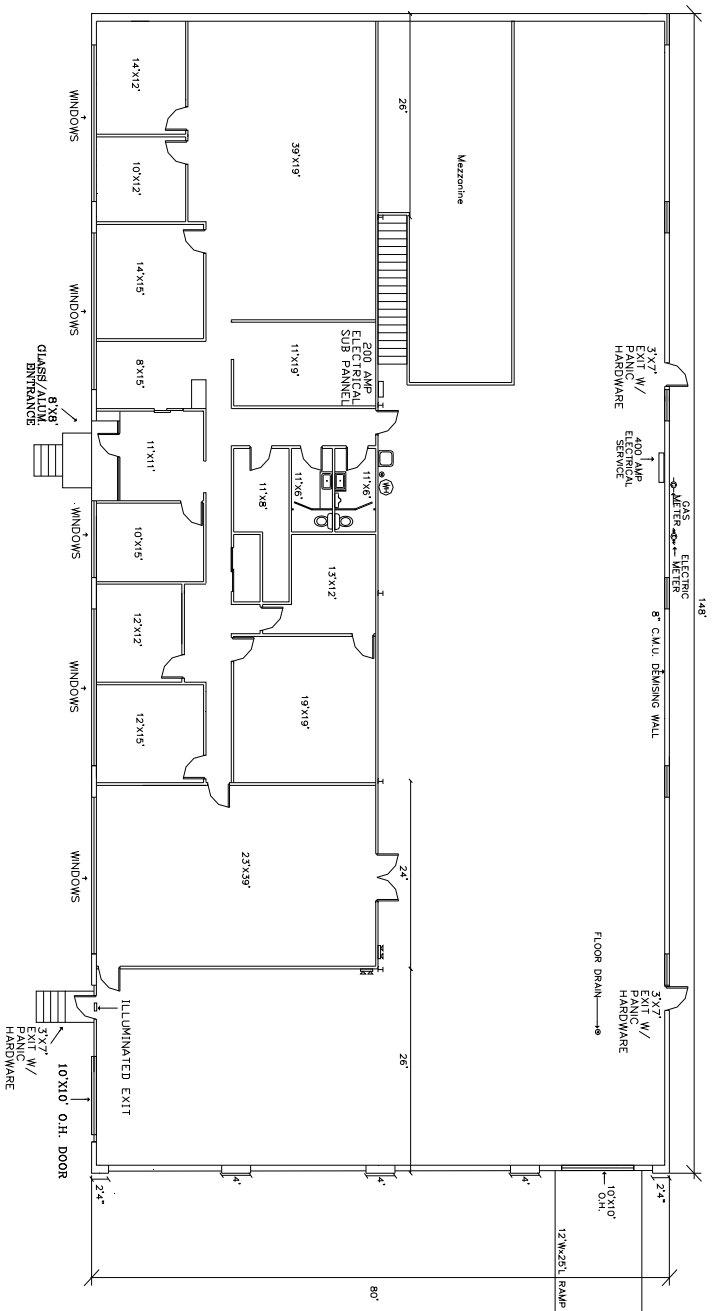 148'
80'
26'
Mezzanine
39'X19'
14'X12'
10'X12'
14'X15'
8'X15'
11'X19'
200 AMP
ELECTRICAL
SUB PANNEL
WINDOWS
WINDOWS
8'X8'
GLASS/ALUM.
ENTRANCE
3'X7'
EXIT W/
PANIC
HARDWARE
400 AMP
ELECTRICAL
SERVICE
GAS
METER
ELECTRIC
METER
8" C.M.U. DEMISING WALL
11'X11'
11'X8'
11'X6'
11'X6'
WH
13'X12'
10'X15'
12'X12'
12'X15'
19'X19'
WINDOWS
WINDOWS
WINDOWS
23'X39'
24'
26'
FLOOR DRAIN
3'X7'
EXIT W/
PANIC
HARDWARE
ILLUMINATED EXIT
3'X7'
EXIT W/
PANIC
HARDWARE
10'X10' O.H. DOOR
2'4"
4'
4'
4'
2'4"
10'X10'
O.H.
12'Wx25'L RAMP